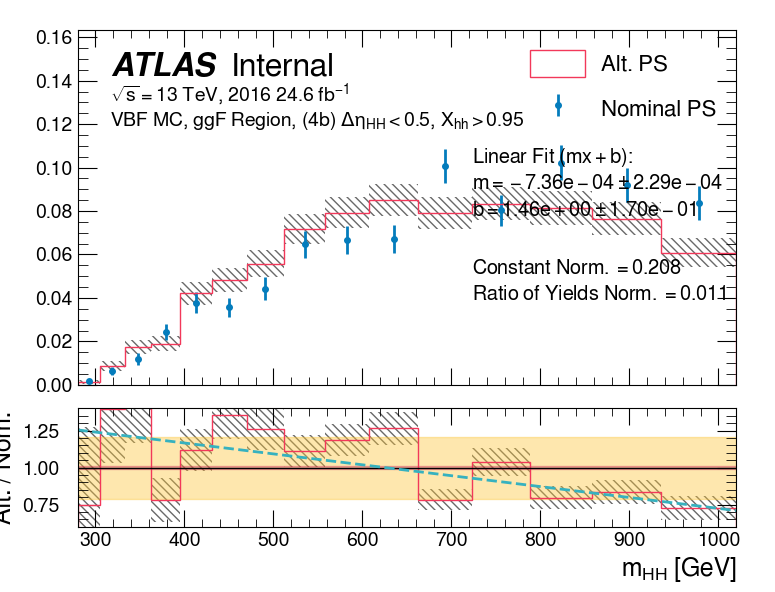 0.16
0.14
0.12
0.10
0.08
0.06
0.04
0.02
0.00
ATLAS Internal
√s = 13 TeV, 2016 24.6 fb⁻¹
VBF MC, ggF Region, (4b) Δη_HH < 0.5, X_hh > 0.95
Alt. PS
Nominal PS
Linear Fit (mx + b):
m = −7.36e − 04 ± 2.29e − 04
b = 1.46e + 00 ± 1.70e − 01
Constant Norm. = 0.208
Ratio of Yields Norm. = 0.011
Alt. / Nom.
1.25
1.00
0.75
300 400 500 600 700 800 900 1000
m_HH [GeV]